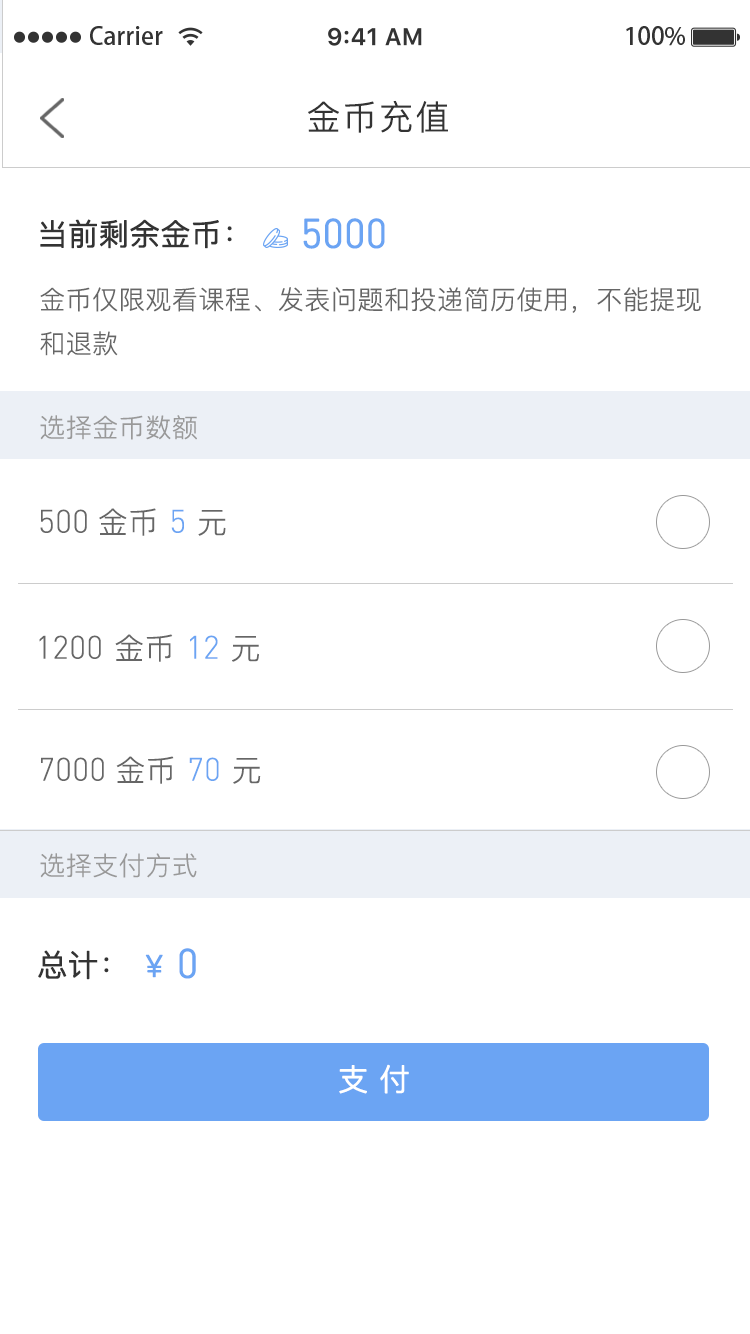 Carrier 9:41 AM 100%
金币充值
当前剩余金币： 5000
金币仅限观看课程、发表问题和投递简历使用，不能提现
和退款
选择金币数额
500 金币 5 元
1200 金币 12 元
7000 金币 70 元
选择支付方式
总计： ¥ 0
支付